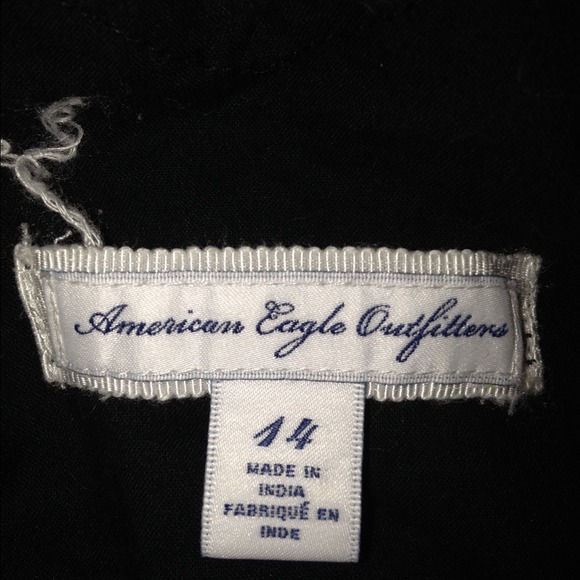 American Eagle Outfitters
14
MADE IN
INDIA
FABRIQUÉ EN
INDE